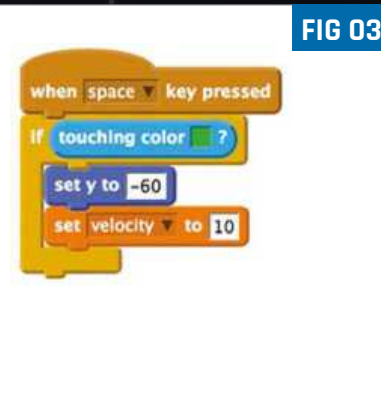 FIG 03
when space key pressed
If touching color ?
set y to -60
set velocity to 10